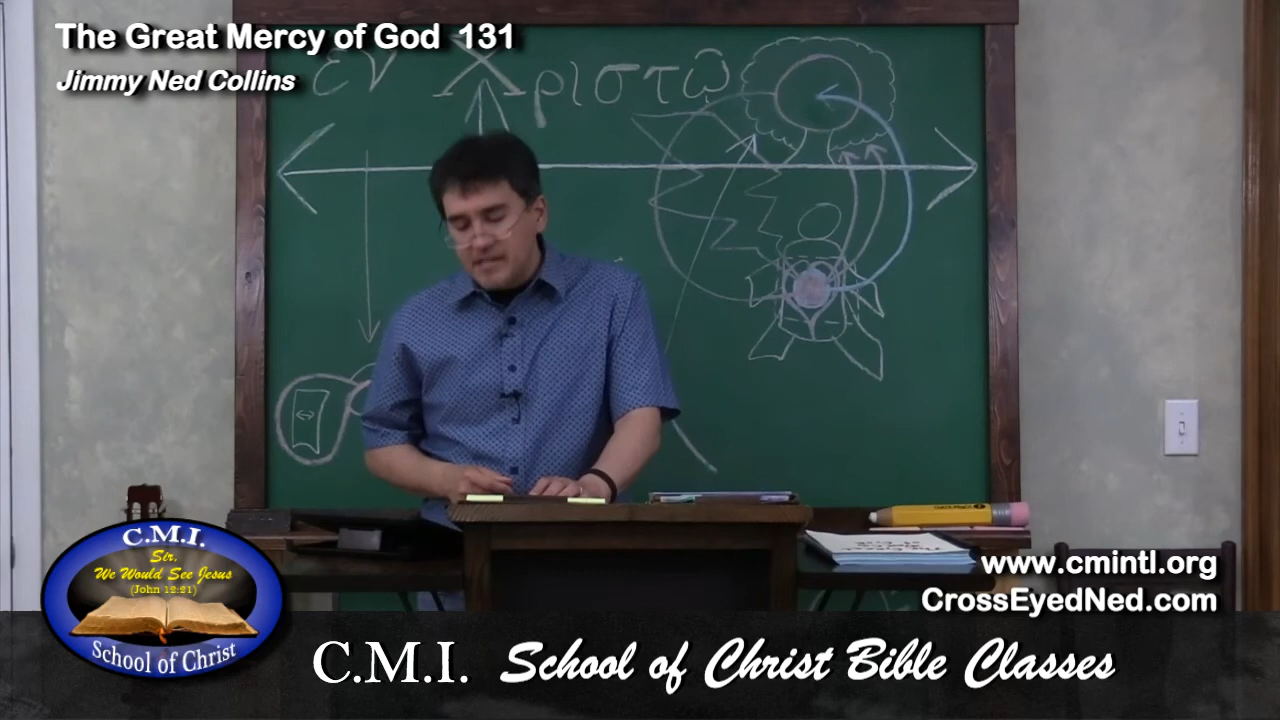 The Great Mercy of God 131
Jimmy Ned Collins
ἐν Χριστῷ
C.M.I.
Sir,
We Would See Jesus
(John 12:21)
School of Christ
www.cmintl.org
CrossEyedNed.com
C.M.I. School of Christ Bible Classes